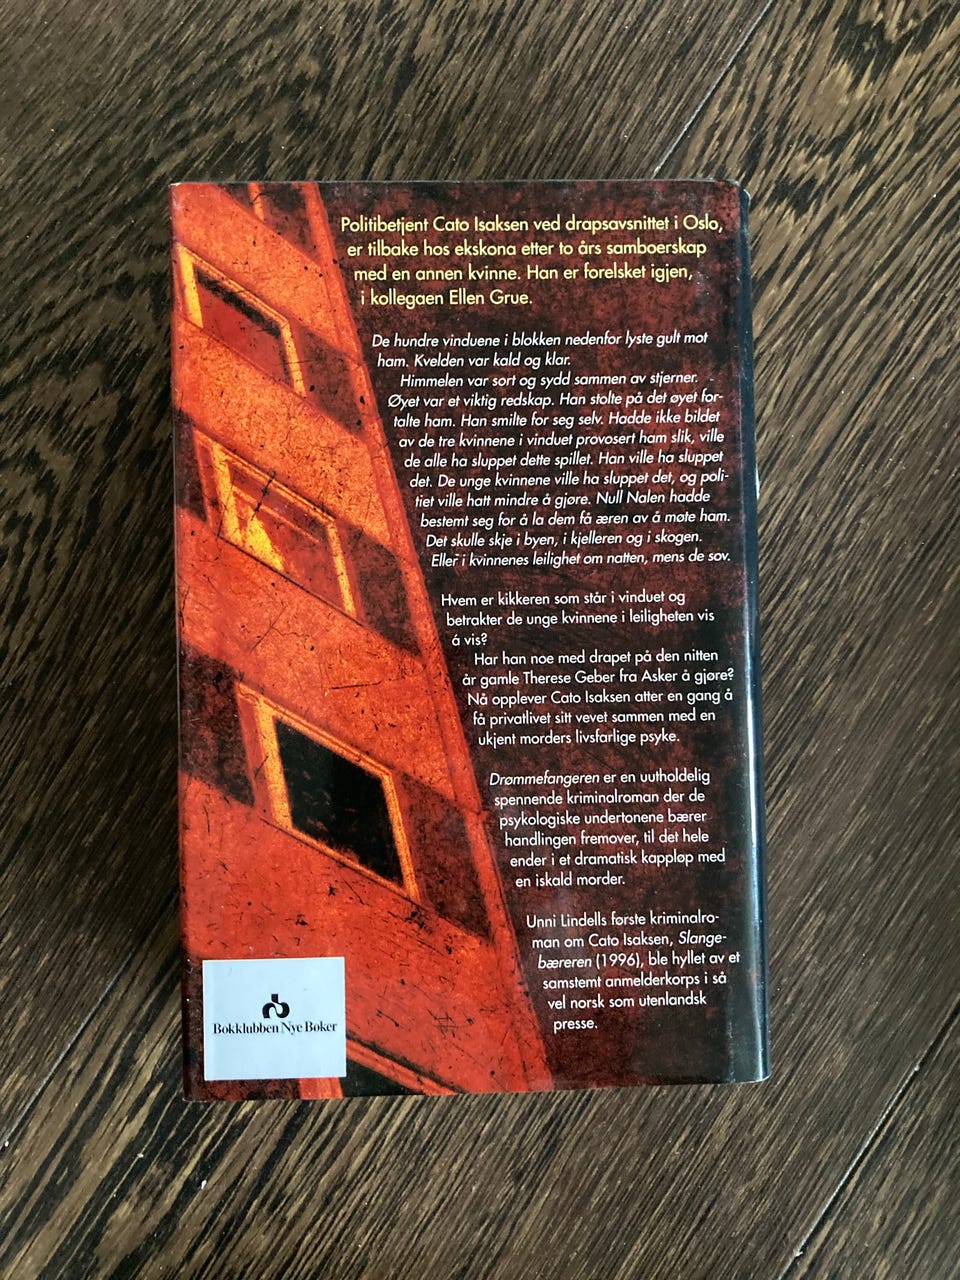 Politibetjent Cato Isaksen ved drapsavsnittet i Oslo,
er tilbake hos ekskona etter to års samboerskap
med en annen kvinne. Han er forelsket igjen,
i kollegaen Ellen Grue.
De hundre vinduene i blokken nedenfor lyste gult mot
ham. Kvelden var kald og klar.
Himmelen var sort og sydd sammen av stjerner.
Øyet var et viktig redskap. Han stolte på det øyet for-
talte ham. Han smilte for seg selv. Hadde ikke bildet
av de tre kvinnene i vinduet provosert ham slik, ville
de alle ha sluppet dette spillet. Han ville ha sluppet
det. De unge kvinnene ville ha sluppet det, og poli-
tiet ville hatt mindre å gjøre. Null Nalen hadde
bestemt seg for å la dem få æren av å møte ham.
Det skulle skje i byen, i kjelleren og i skogen.
Eller i kvinnenes leilighet om natten, mens de sov.
Hvem er kikkeren som står i vinduet og
betrakter de unge kvinnene i leiligheten vis
á vis?
Har han noe med drapet på den nitten
år gamle Therese Geber fra Asker å gjøre?
Nå opplever Cato Isaksen atter en gang å
få privatlivet sitt vevet sammen med en
ukjent morders livsfarlige psyke.
Drømmefangeren er en uutholdelig
spennende kriminalroman der de
psykologiske undertonene bærer
handlingen fremover, til det hele
ender i et dramatisk kappløp med
en iskald morder.
Unni Lindells første kriminalro-
man om Cato Isaksen, Slange-
bæreren (1996), ble hyllet av et
samstemt anmelderkorps i så
vel norsk som utenlandsk
presse.
Bokklubben Nye Bøker